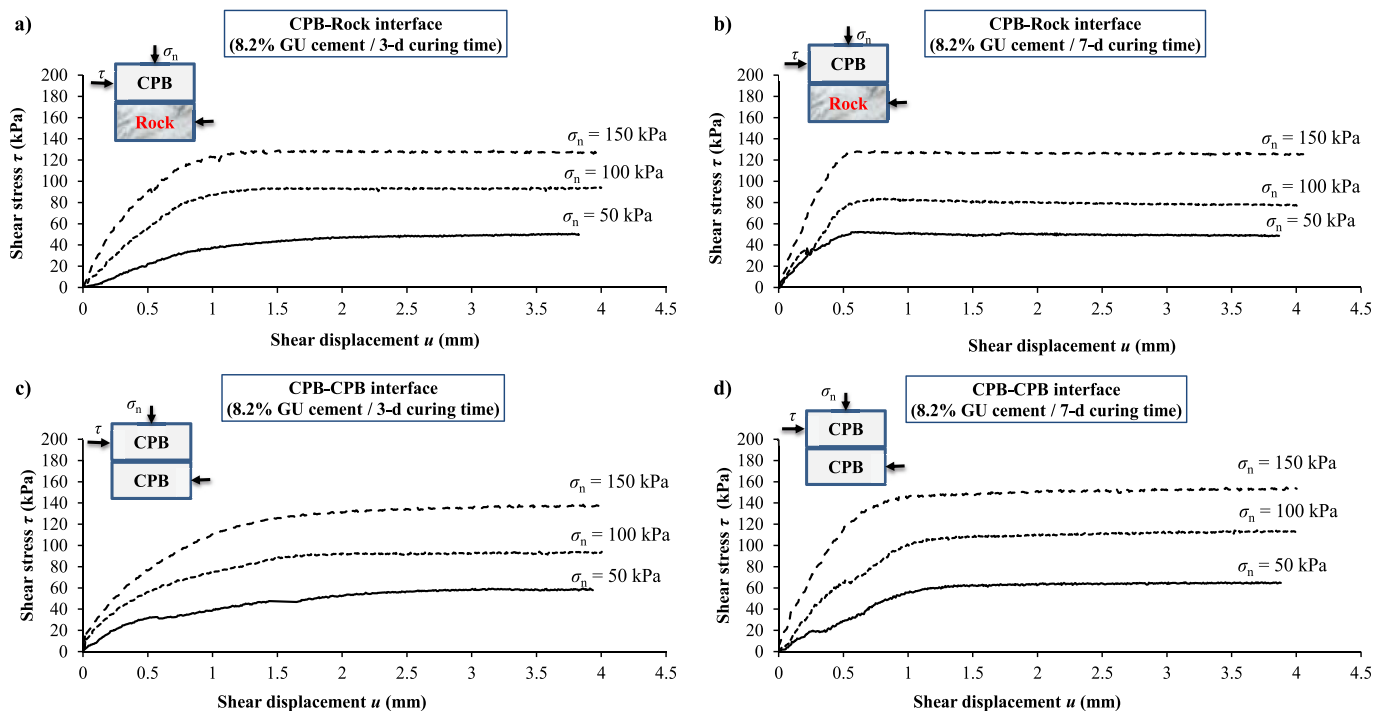 a)
CPB-Rock interface
(8.2% GU cement / 3-d curing time)
σn
τ
CPB
Rock
Shear stress τ (kPa)
200
180
160
140
120
100
80
60
40
20
0
σn = 150 kPa
σn = 100 kPa
σn = 50 kPa
0 0.5 1 1.5 2 2.5 3 3.5 4 4.5
Shear displacement u (mm)
b)
CPB-Rock interface
(8.2% GU cement / 7-d curing time)
σn
τ
CPB
Rock
Shear stress τ (kPa)
200
180
160
140
120
100
80
60
40
20
0
σn = 150 kPa
σn = 100 kPa
σn = 50 kPa
0 0.5 1 1.5 2 2.5 3 3.5 4 4.5
Shear displacement u (mm)
c)
CPB-CPB interface
(8.2% GU cement / 3-d curing time)
σn
τ
CPB
CPB
Shear stress τ (kPa)
200
180
160
140
120
100
80
60
40
20
0
σn = 150 kPa
σn = 100 kPa
σn = 50 kPa
0 0.5 1 1.5 2 2.5 3 3.5 4 4.5
Shear displacement u (mm)
d)
CPB-CPB interface
(8.2% GU cement / 7-d curing time)
σn
τ
CPB
CPB
Shear stress τ (kPa)
200
180
160
140
120
100
80
60
40
20
0
σn = 150 kPa
σn = 100 kPa
σn = 50 kPa
0 0.5 1 1.5 2 2.5 3 3.5 4 4.5
Shear displacement u (mm)